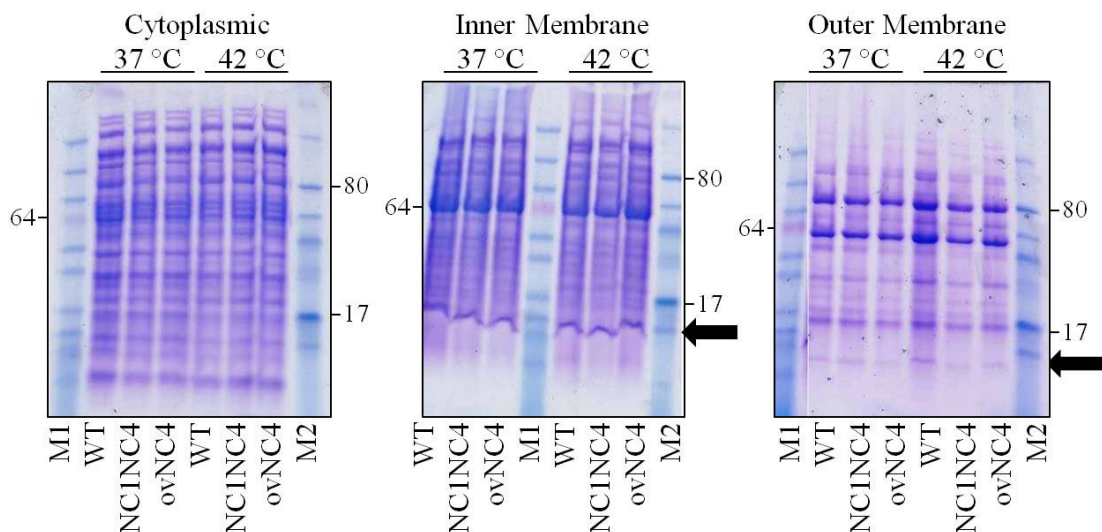 Cytoplasmic
37 °C
42 °C
64
80
17
M1
WT
NC1NC4
ovNC4
WT
NC1NC4
ovNC4
M2
Inner Membrane
37 °C
42 °C
64
80
17
WT
NC1NC4
ovNC4
M1
WT
NC1NC4
ovNC4
M2
Outer Membrane
37 °C
42 °C
64
80
17
M1
WT
NC1NC4
ovNC4
WT
NC1NC4
ovNC4
M2